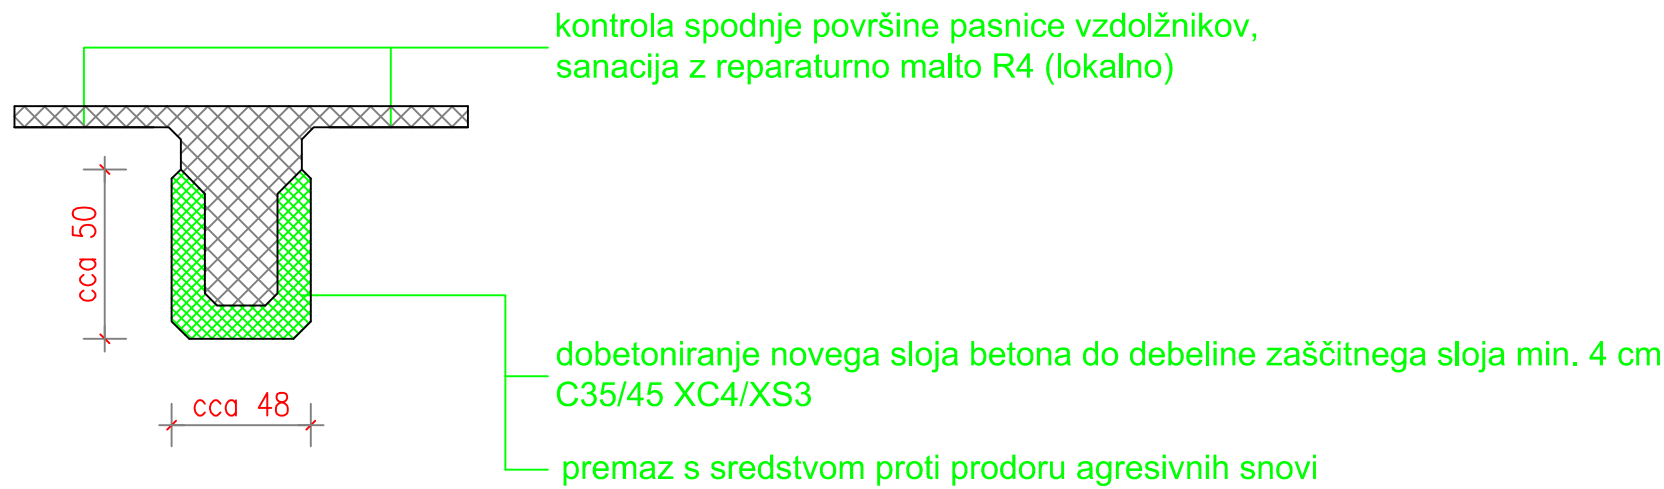 kontrola spodnje površine pasnice vzdolžnikov,
sanacija z reparaturno malto R4 (lokalno)
cca 50
dobetoniranje novega sloja betona do debeline zaščitnega sloja min. 4 cm
C35/45 XC4/XS3
cca 48
premaz s sredstvom proti prodoru agresivnih snovi